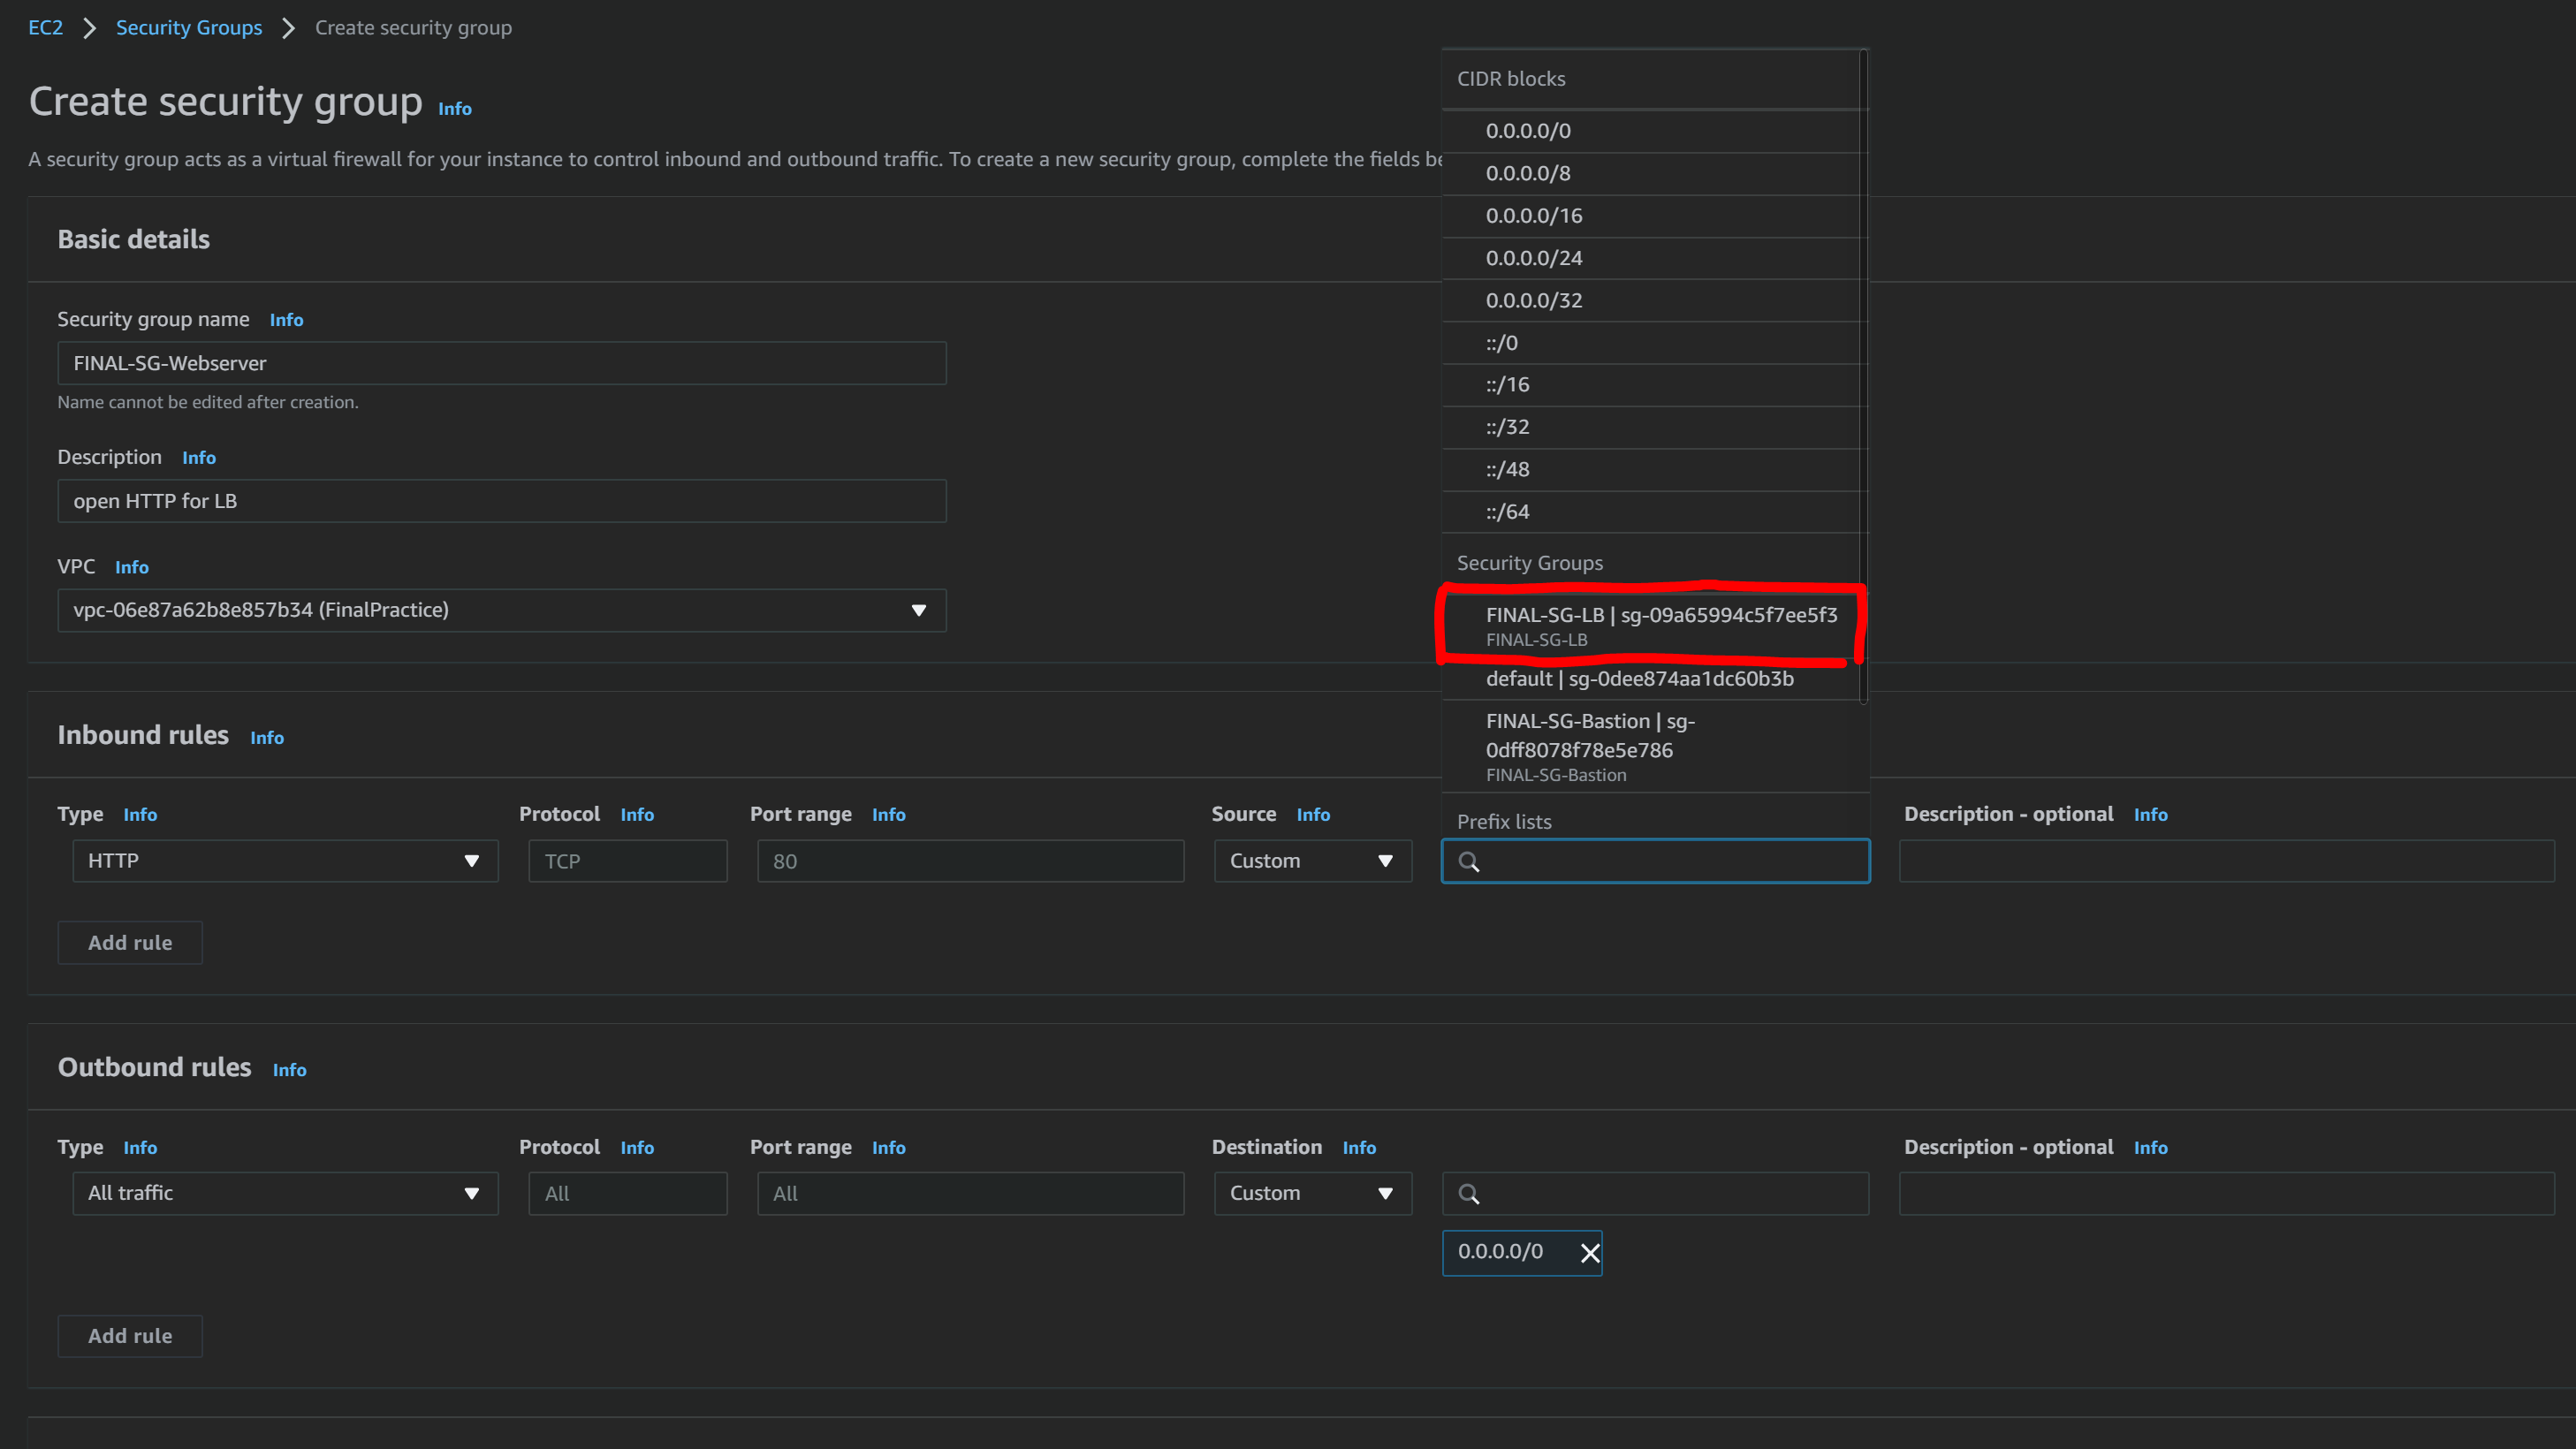 EC2 > Security Groups > Create security group
Create security group Info
A security group acts as a virtual firewall for your instance to control inbound and outbound traffic. To create a new security group, complete the fields be
Basic details
Security group name Info
FINAL-SG-Webserver
Name cannot be edited after creation.
Description Info
open HTTP for LB
VPC Info
vpc-06e87a62b8e857b34 (FinalPractice)
CIDR blocks
0.0.0.0/0
0.0.0.0/8
0.0.0.0/16
0.0.0.0/24
0.0.0.0/32
::/0
::/16
::/32
::/48
::/64
Security Groups
FINAL-SG-LB | sg-09a65994c5f7ee5f3
FINAL-SG-LB
default | sg-0dee874aa1dc60b3b
FINAL-SG-Bastion | sg-
0dff8078f78e5e786
FINAL-SG-Bastion
Prefix lists
Inbound rules Info
Type Info Protocol Info Port range Info Source Info Description - optional Info
HTTP TCP 80 Custom
Add rule
Outbound rules Info
Type Info Protocol Info Port range Info Destination Info Description - optional Info
All traffic All All Custom
0.0.0.0/0
Add rule